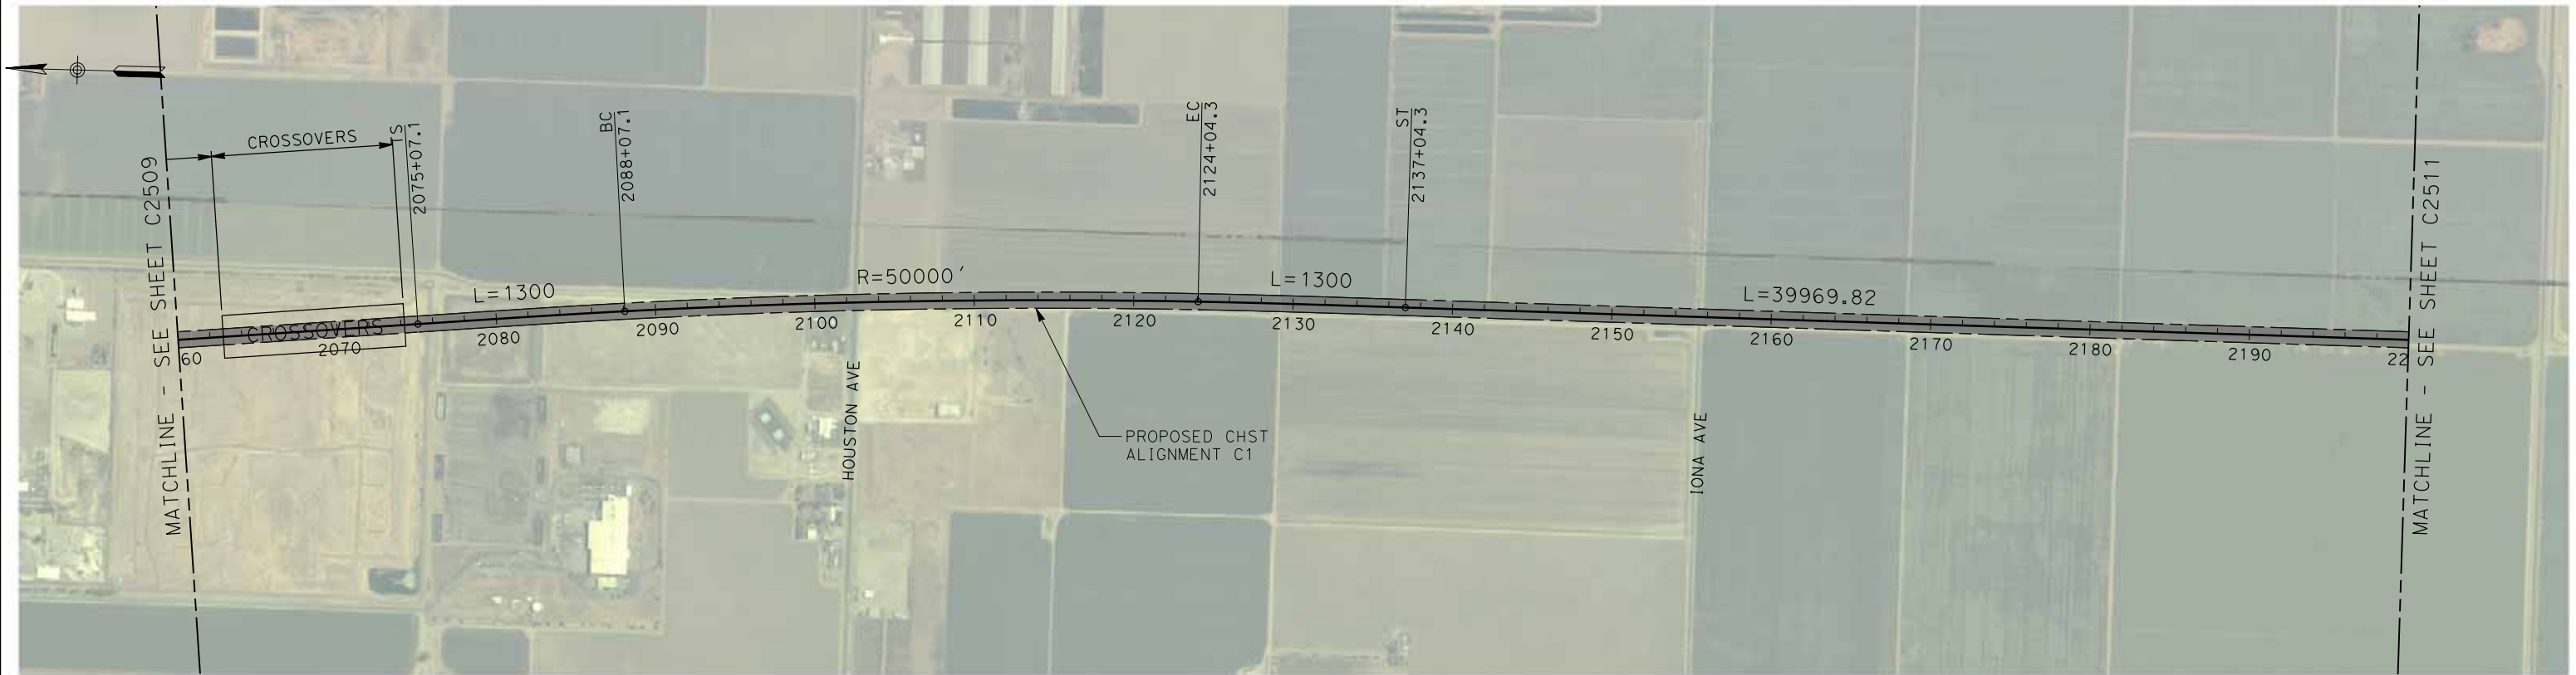 MATCHLINE - SEE SHEET C2509
CROSSOVERS
TS
2075+07.1
BC
2088+07.1
EC
2124+04.3
ST
2137+04.3
MATCHLINE - SEE SHEET C2511
L=1300
R=50000'
L=1300
L=39969.82
CROSSOVERS
60
2070
2080
2090
2100
2110
2120
2130
2140
2150
2160
2170
2180
2190
22
HOUSTON AVE
PROPOSED CHST
ALIGNMENT C1
IONA AVE